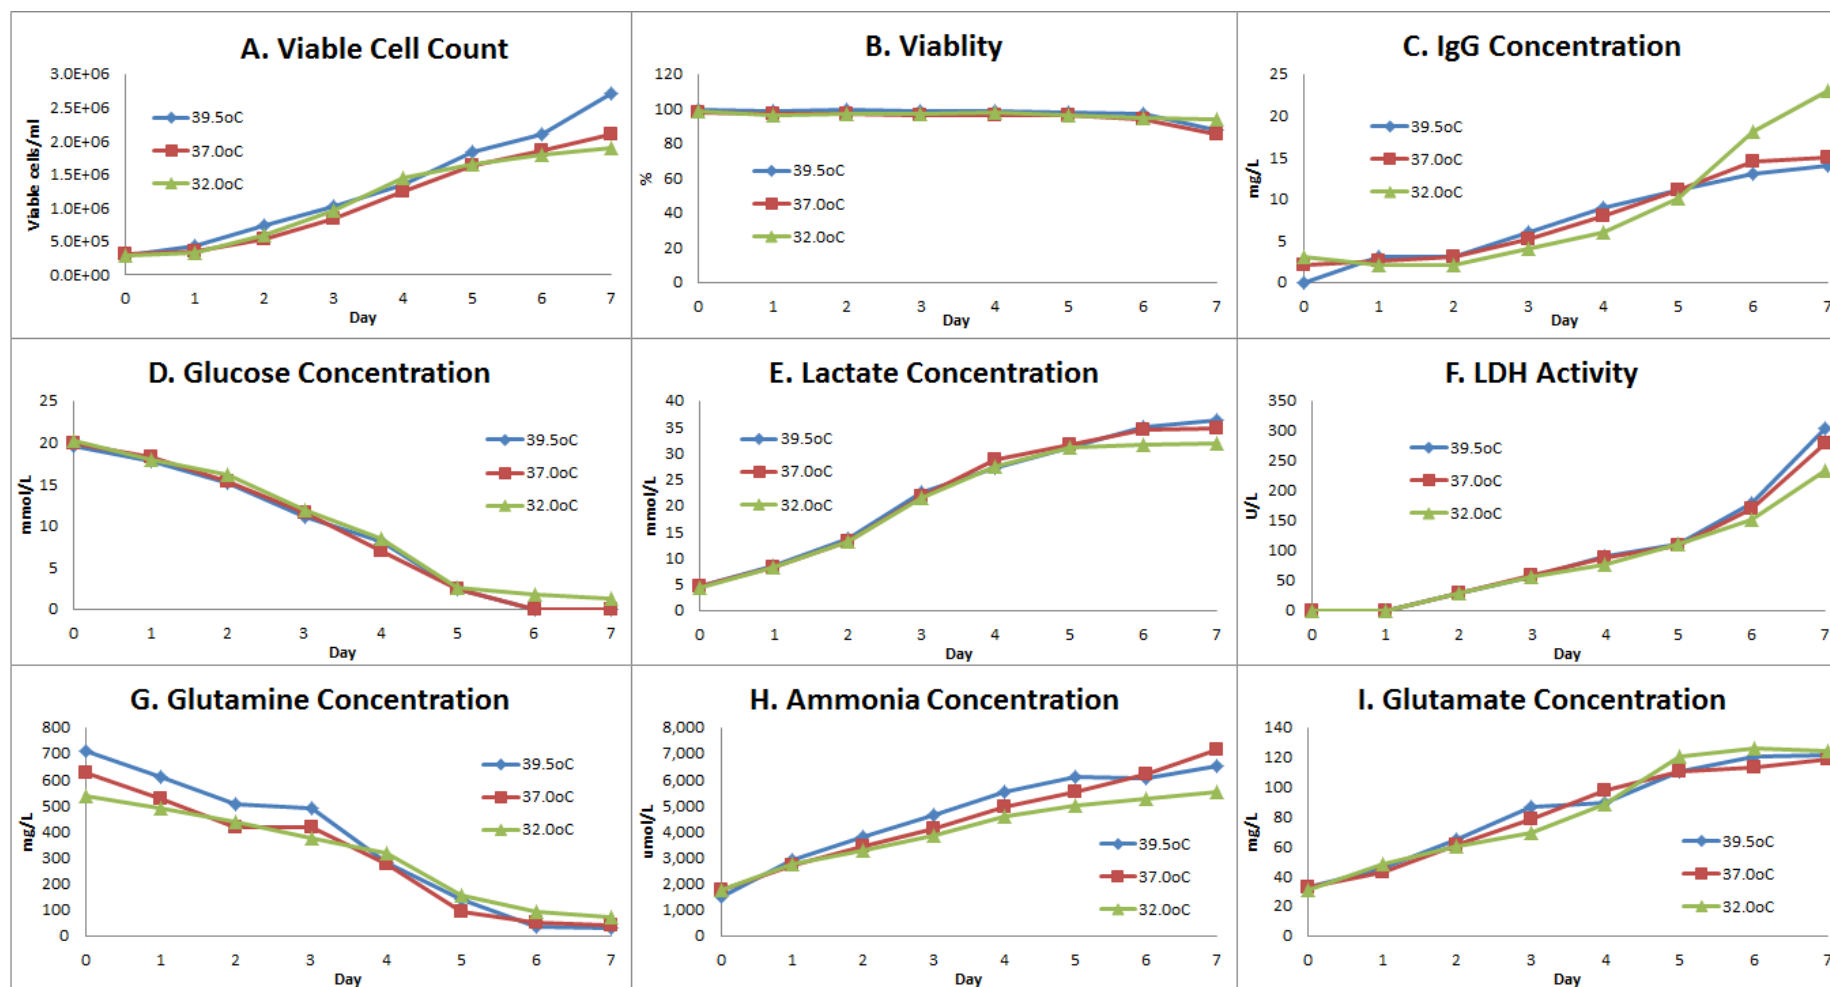 A. Viable Cell Count
3.0E+06
2.5E+06
2.0E+06
1.5E+06
1.0E+06
5.0E+05
0.0E+00
Viable cells/ml
39.5oC
37.0oC
32.0oC
0 1 2 3 4 5 6 7
Day
B. Viablity
120
100
80
60
40
20
0
%
39.5oC
37.0oC
32.0oC
0 1 2 3 4 5 6 7
Day
C. IgG Concentration
25
20
15
10
5
0
mg/L
39.5oC
37.0oC
32.0oC
0 1 2 3 4 5 6 7
Day
D. Glucose Concentration
25
20
15
10
5
0
mmol/L
39.5oC
37.0oC
32.0oC
0 1 2 3 4 5 6 7
Day
E. Lactate Concentration
40
35
30
25
20
15
10
5
0
mmol/L
39.5oC
37.0oC
32.0oC
0 1 2 3 4 5 6 7
Day
F. LDH Activity
350
300
250
200
150
100
50
0
U/L
39.5oC
37.0oC
32.0oC
0 1 2 3 4 5 6 7
Day
G. Glutamine Concentration
800
700
600
500
400
300
200
100
0
mg/L
39.5oC
37.0oC
32.0oC
0 1 2 3 4 5 6 7
Day
H. Ammonia Concentration
8,000
7,000
6,000
5,000
4,000
3,000
2,000
1,000
0
umol/L
39.5oC
37.0oC
32.0oC
0 1 2 3 4 5 6 7
Day
I. Glutamate Concentration
140
120
100
80
60
40
20
0
mg/L
39.5oC
37.0oC
32.0oC
0 1 2 3 4 5 6 7
Day